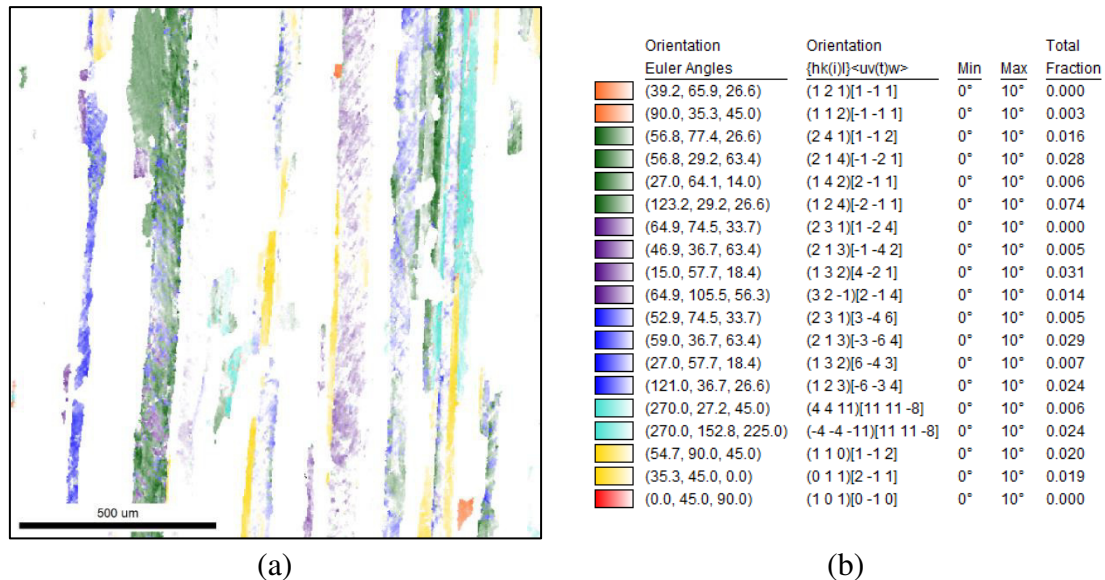 500 um
Orientation Orientation Total
Euler Angles {hk(i)l}<uv(t)w> Min Max Fraction
(39.2, 65.9, 26.6) (1 2 1)[1 -1 1] 0° 10° 0.000
(90.0, 35.3, 45.0) (1 1 2)[-1 -1 1] 0° 10° 0.003
(56.8, 77.4, 26.6) (2 4 1)[1 -1 2] 0° 10° 0.016
(56.8, 29.2, 63.4) (2 1 4)[-1 -2 1] 0° 10° 0.028
(27.0, 64.1, 14.0) (1 4 2)[2 -1 1] 0° 10° 0.006
(123.2, 29.2, 26.6) (1 2 4)[-2 -1 1] 0° 10° 0.074
(64.9, 74.5, 33.7) (2 3 1)[1 -2 4] 0° 10° 0.000
(46.9, 36.7, 63.4) (2 1 3)[-1 -4 2] 0° 10° 0.005
(15.0, 57.7, 18.4) (1 3 2)[4 -2 1] 0° 10° 0.031
(64.9, 105.5, 56.3) (3 2 -1)[2 -1 4] 0° 10° 0.014
(52.9, 74.5, 33.7) (2 3 1)[3 -4 6] 0° 10° 0.005
(59.0, 36.7, 63.4) (2 1 3)[-3 -6 4] 0° 10° 0.029
(27.0, 57.7, 18.4) (1 3 2)[6 -4 3] 0° 10° 0.007
(121.0, 36.7, 26.6) (1 2 3)[-6 -3 4] 0° 10° 0.024
(270.0, 27.2, 45.0) (4 4 11)[11 11 -8] 0° 10° 0.006
(270.0, 152.8, 225.0) (-4 -4 -11)[11 11 -8] 0° 10° 0.024
(54.7, 90.0, 45.0) (1 1 0)[1 -1 2] 0° 10° 0.020
(35.3, 45.0, 0.0) (0 1 1)[2 -1 1] 0° 10° 0.019
(0.0, 45.0, 90.0) (1 0 1)[0 -1 0] 0° 10° 0.000
(a) (b)